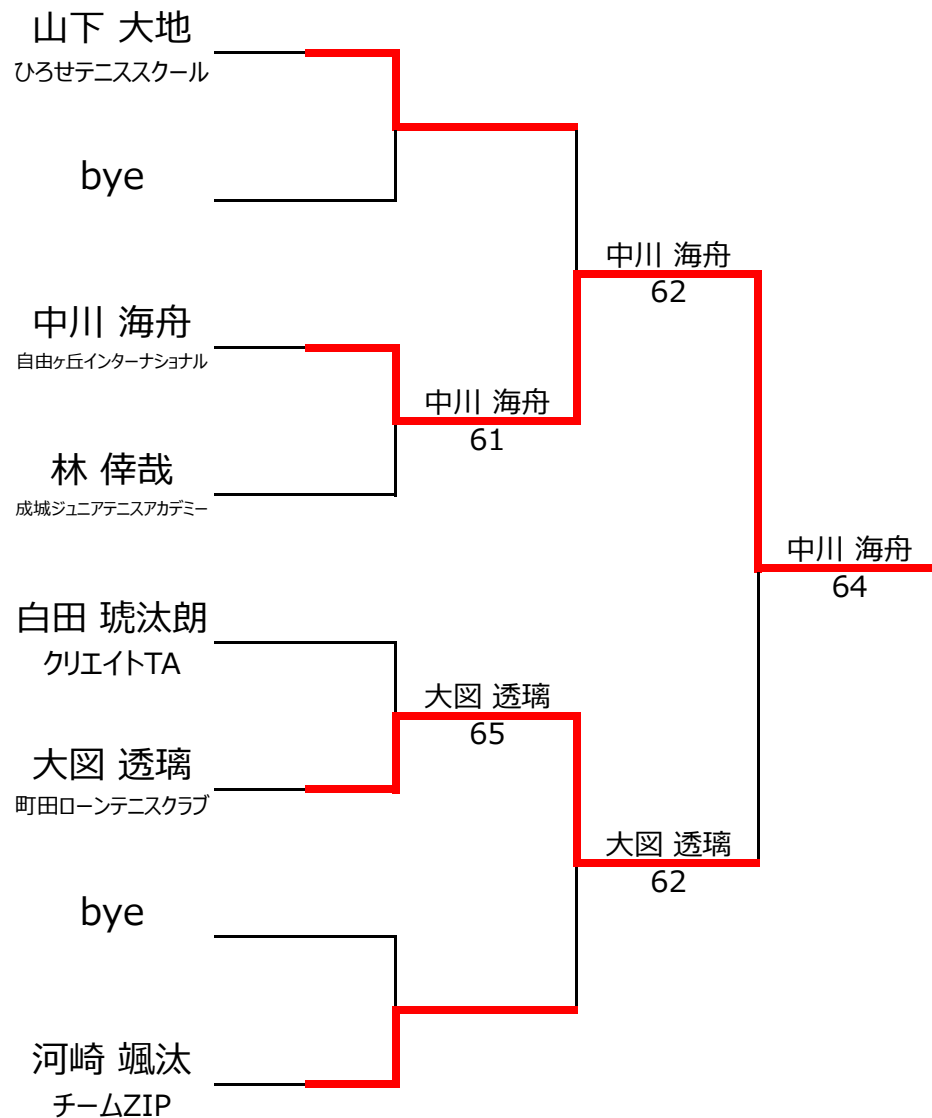 山下 大地
ひろせテニススクール
bye
中川 海舟
62
中川 海舟
自由ヶ丘インターナショナル
中川 海舟
61
林 倖哉
成城ジュニアテニスアカデミー
中川 海舟
64
白田 琥汰朗
クリエイトTA
大図 透璃
65
大図 透璃
町田ローンテニスクラブ
大図 透璃
62
bye
河崎 颯汰
チームZIP